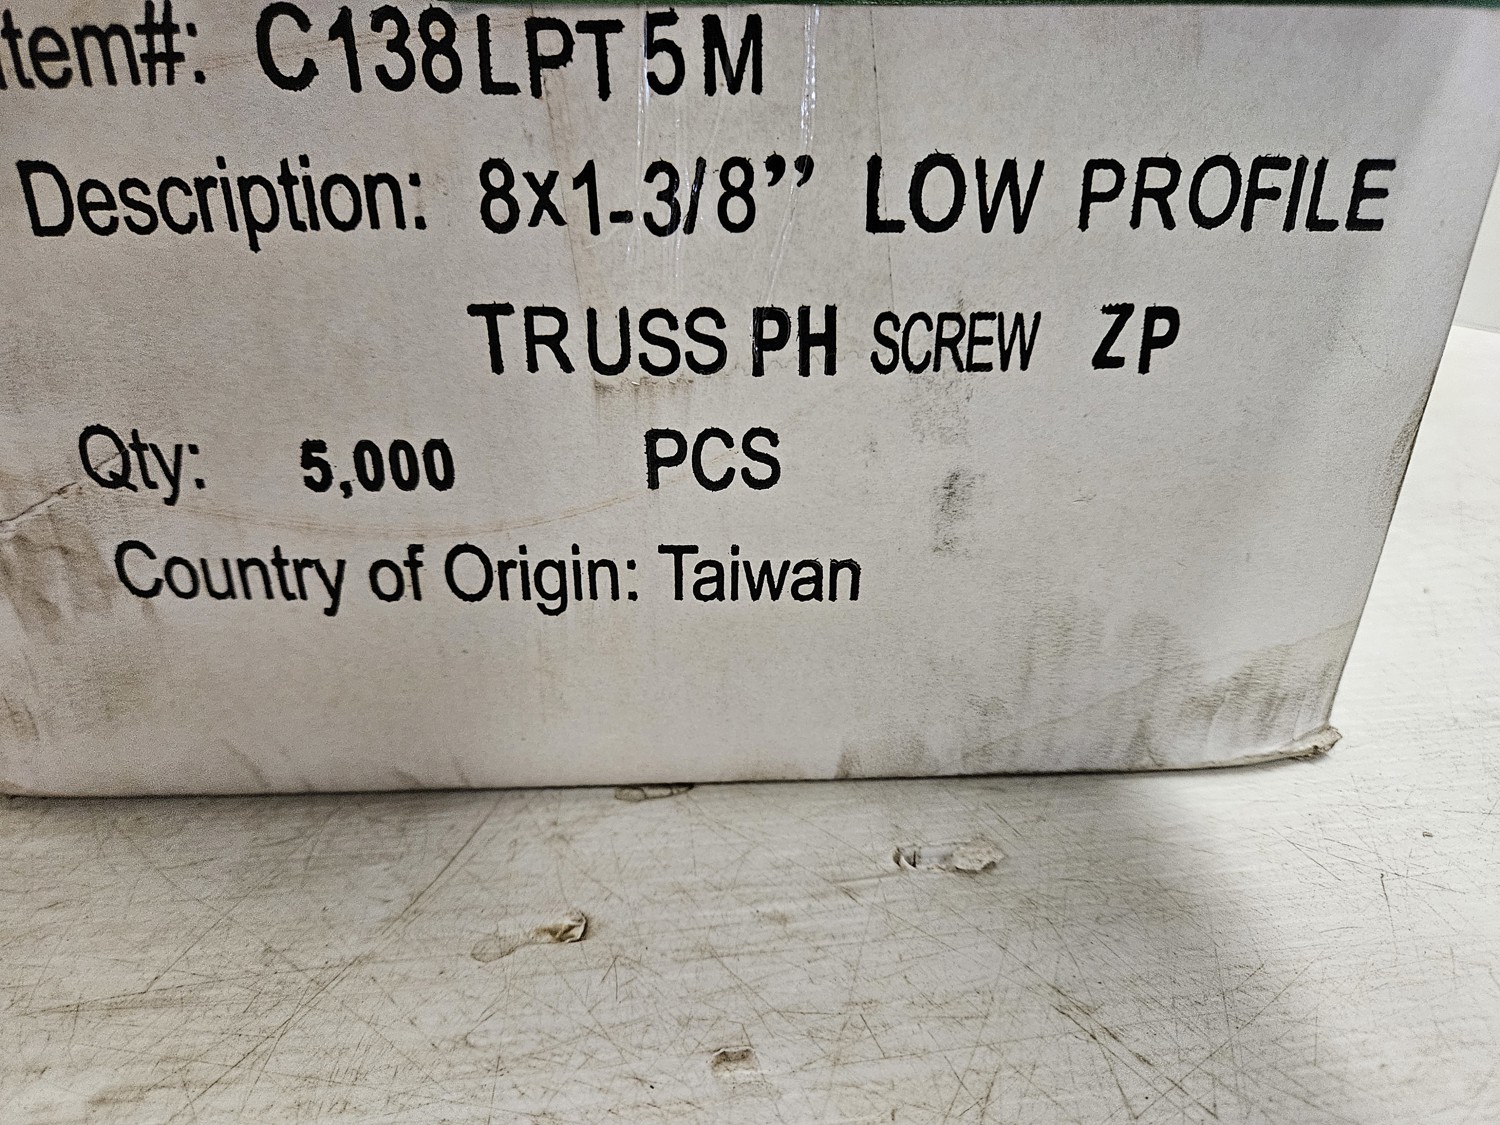 Item#: C138LPT5M
Description: 8x1-3/8” LOW PROFILE
TRUSS PH SCREW ZP
Qty: 5,000 PCS
Country of Origin: Taiwan